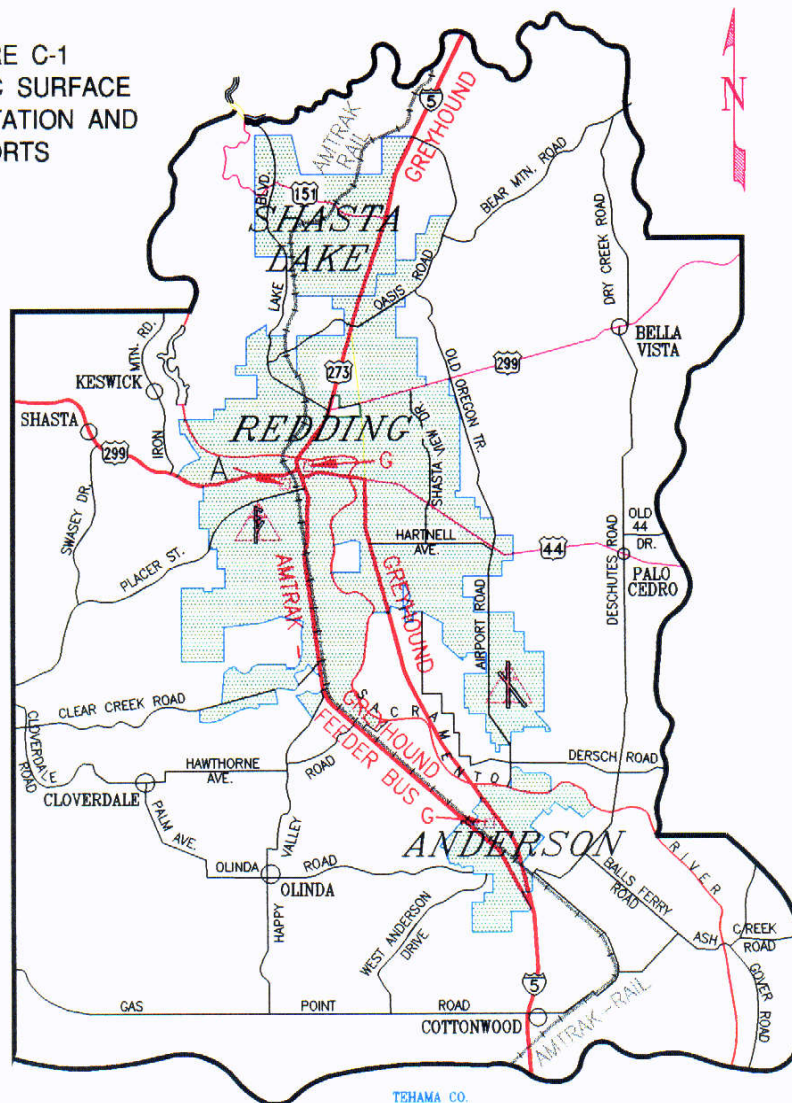 RE C-1
C SURFACE
TATION AND
ORTS
N
5
GREYHOUND
AMTRAK
RAIL
151
BLVD.
SHASTA
LAKE
LAKE
OASIS ROAD
BEAR MTN. ROAD
DRY CREEK ROAD
BELLA
VISTA
299
273
OLD OREGON TR.
MTN. RD.
KESWICK
IRON
SHASTA
299
REDDING
SHASTA VIEW DR.
A
G
SWASEY DR.
PLACER ST.
HARTNELL
AVE.
44
OLD
44
DR.
PALO
CEDRO
DESCHUTES ROAD
AMTRAK -
GREYHOUND
AIRPORT ROAD
CLEAR CREEK ROAD
GREYHOUND
FEEDER BUS
SACRAMENTO
CLOVERDALE
ROAD
HAWTHORNE
AVE.
ROAD
DERSCH ROAD
CLOVERDALE
G
ANDERSON
PALM AVE.
VALLEY
OLINDA
ROAD
OLINDA
HAPPY
RIVER
BALLS FERRY
ROAD
WEST ANDERSON
DRIVE
ASH
CREEK
ROAD
GOVER
ROAD
5
GAS
POINT
ROAD
COTTONWOOD
AMTRAK-RAIL
TEHAMA CO.